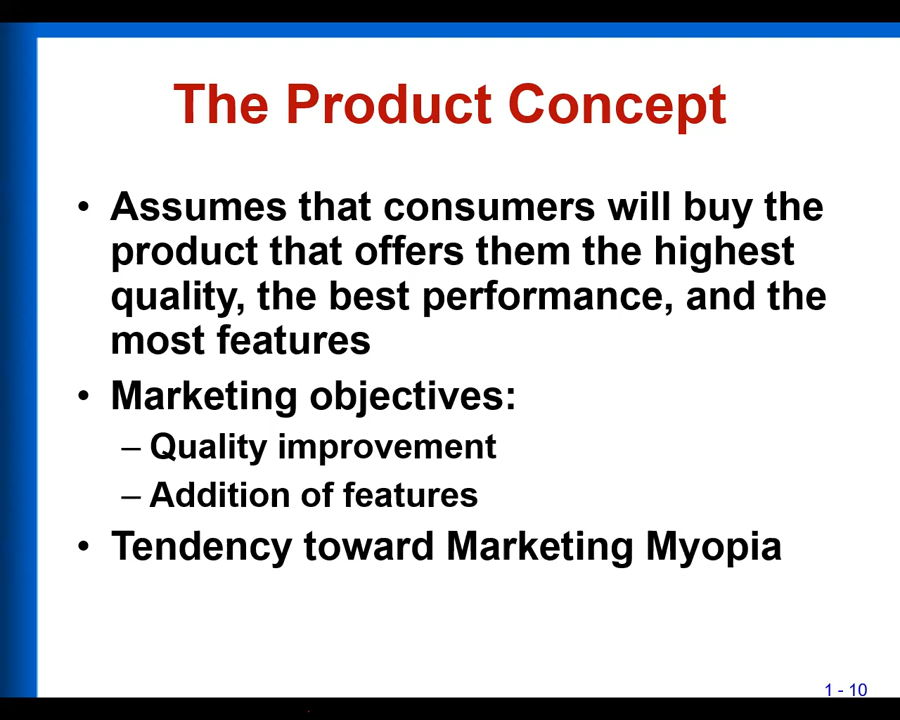 The Product Concept
• Assumes that consumers will buy the
product that offers them the highest
quality, the best performance, and the
most features
• Marketing objectives:
– Quality improvement
– Addition of features
• Tendency toward Marketing Myopia
1 - 10